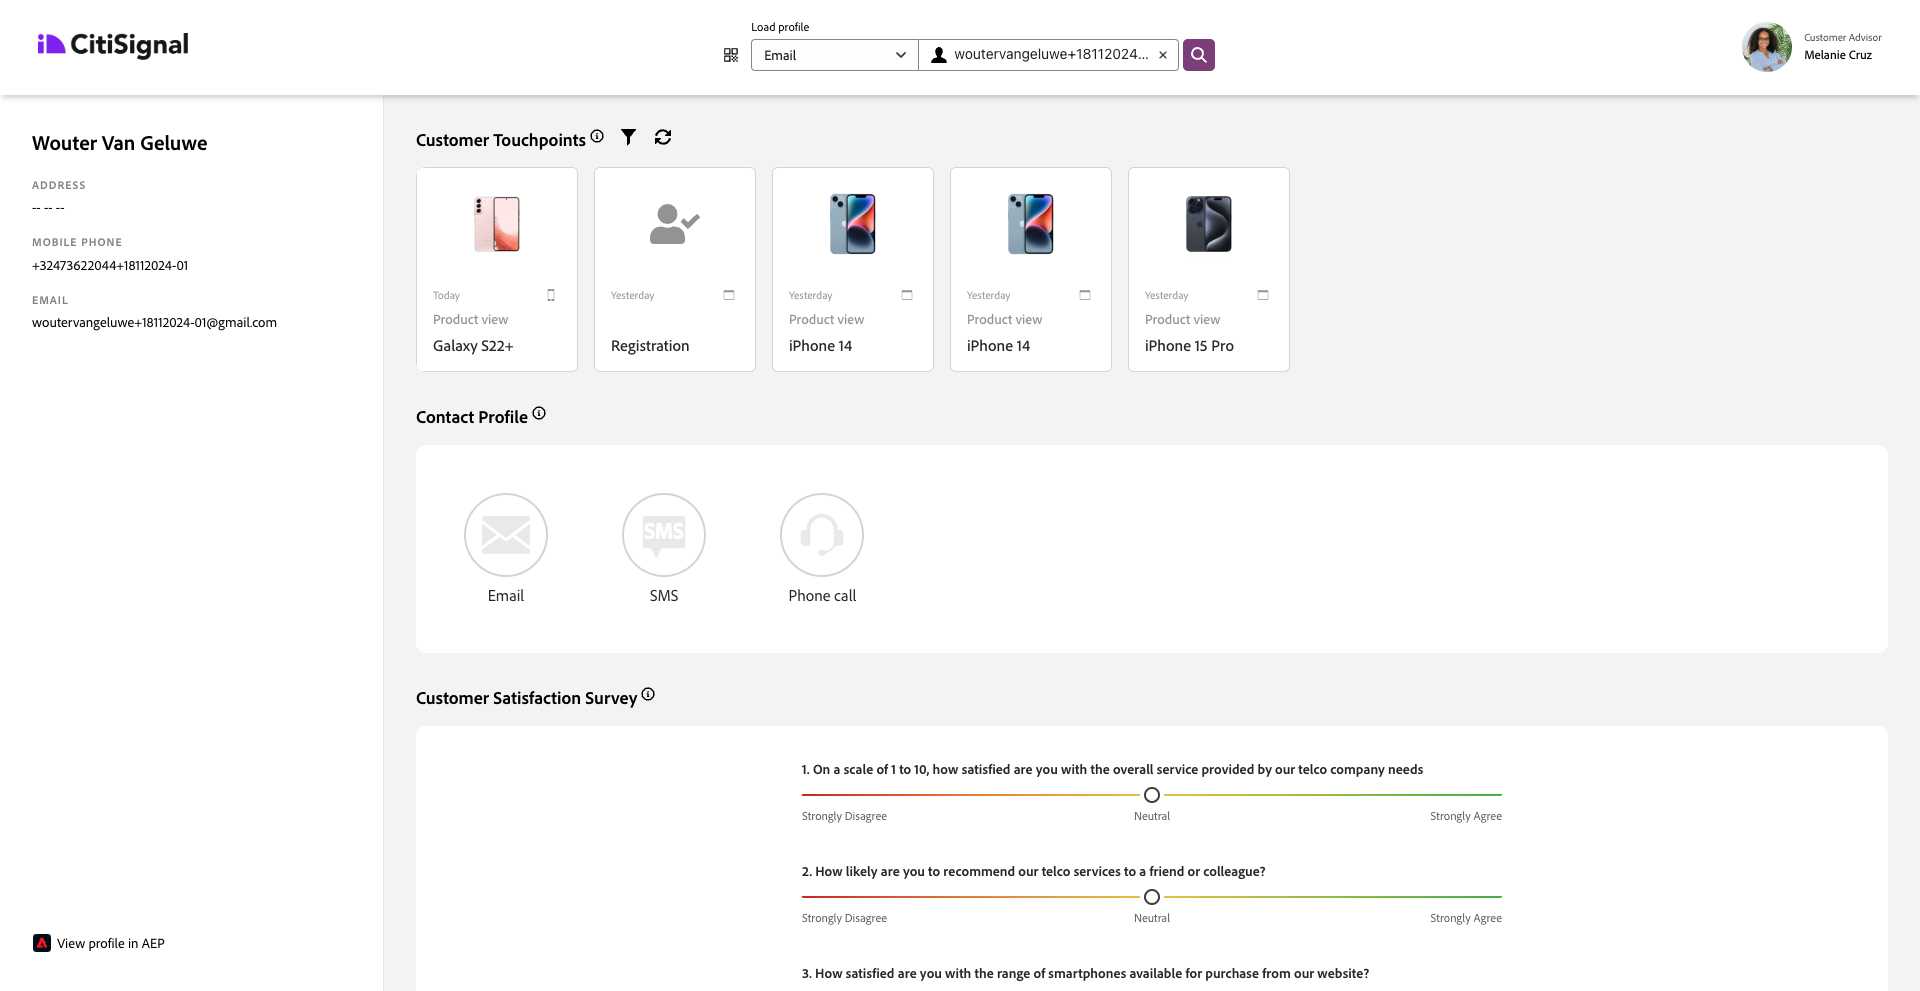 CitiSignal
Load profile
Email
woutervangeluwe+18112024...
Customer Advisor
Melanie Cruz
Wouter Van Geluwe
ADDRESS
-- -- --
MOBILE PHONE
+32473622044+18112024-01
EMAIL
woutervangeluwe+18112024-01@gmail.com
View profile in AEP
Customer Touchpoints
Today
Product view
Galaxy S22+
Yesterday
Registration
Yesterday
Product view
iPhone 14
Yesterday
Product view
iPhone 14
Yesterday
Product view
iPhone 15 Pro
Contact Profile
SMS
Email
SMS
Phone call
Customer Satisfaction Survey
1. On a scale of 1 to 10, how satisfied are you with the overall service provided by our telco company needs
Strongly Disagree
Neutral
Strongly Agree
2. How likely are you to recommend our telco services to a friend or colleague?
Strongly Disagree
Neutral
Strongly Agree
3. How satisfied are you with the range of smartphones available for purchase from our website?